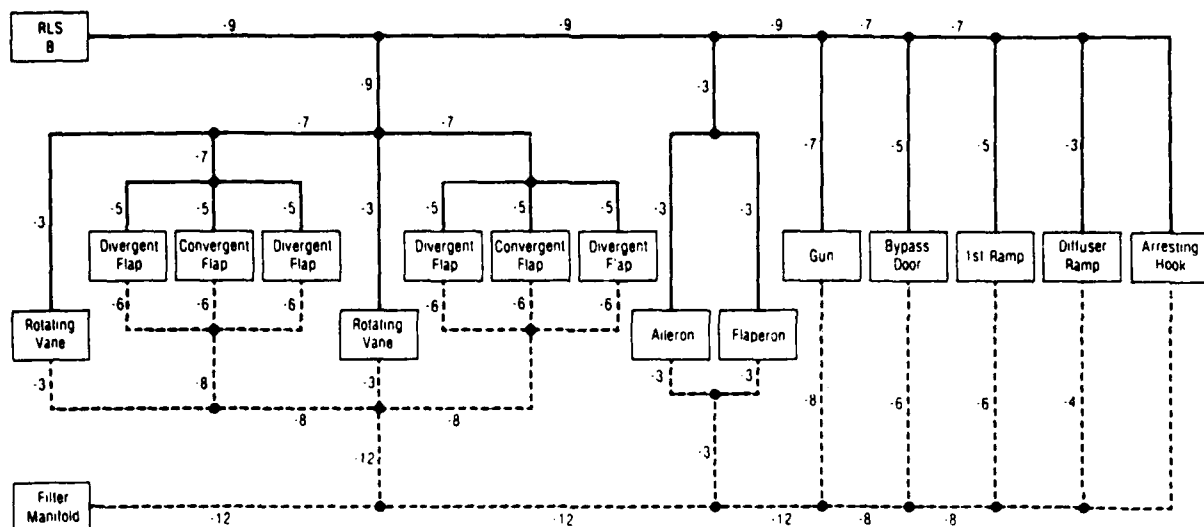 RLS
B
-9
-9
-9
-7
-7
-9
-3
-7
-7
-7
-7
-5
-5
-3
-5
-5
-5
-5
-5
-5
-3
-3
-3
-3
Divergent
Flap
Convergent
Flap
Divergent
Flap
Divergent
Flap
Convergent
Flap
Divergent
Flap
Gun
Bypass
Door
1st Ramp
Diffuser
Ramp
Arresting
Hook
-6
-6
-6
-6
-6
-6
Rotating
Vane
Rotating
Vane
Aileron
Flaperon
-3
-8
-3
-3
-3
-8
-6
-6
-4
-8
-8
-12
-3
Filter
Manifold
-12
-12
-12
-8
-8